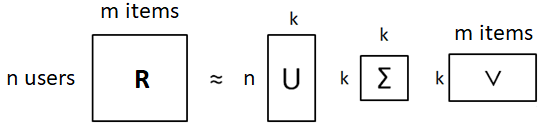 m items
n users R ≈ n k U k k Σ k m items V